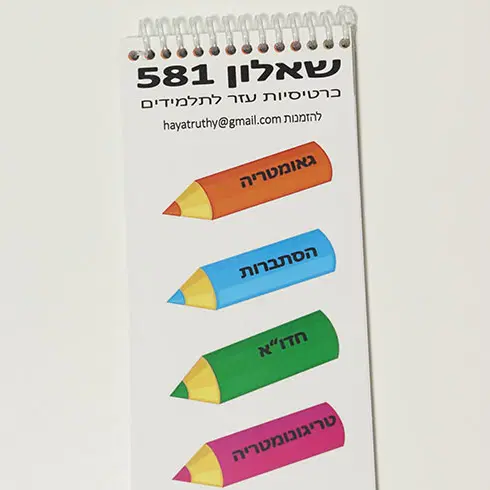 שאלון 581
כרטיסיות עזר לתלמידים
להזמנות hayatruthy@gmail.com
גאומטריה
הסתברות
חדו"א
טריגונומטריה